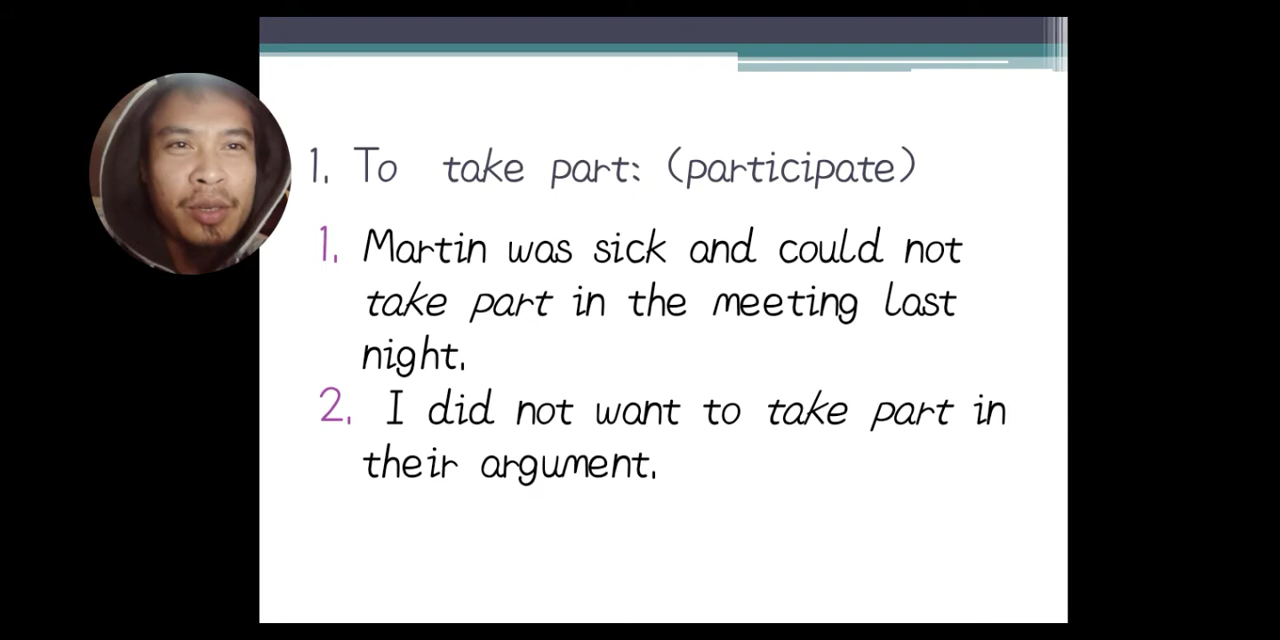 1. To take part: (participate)
1. Martin was sick and could not
take part in the meeting last
night.
2. I did not want to take part in
their argument.